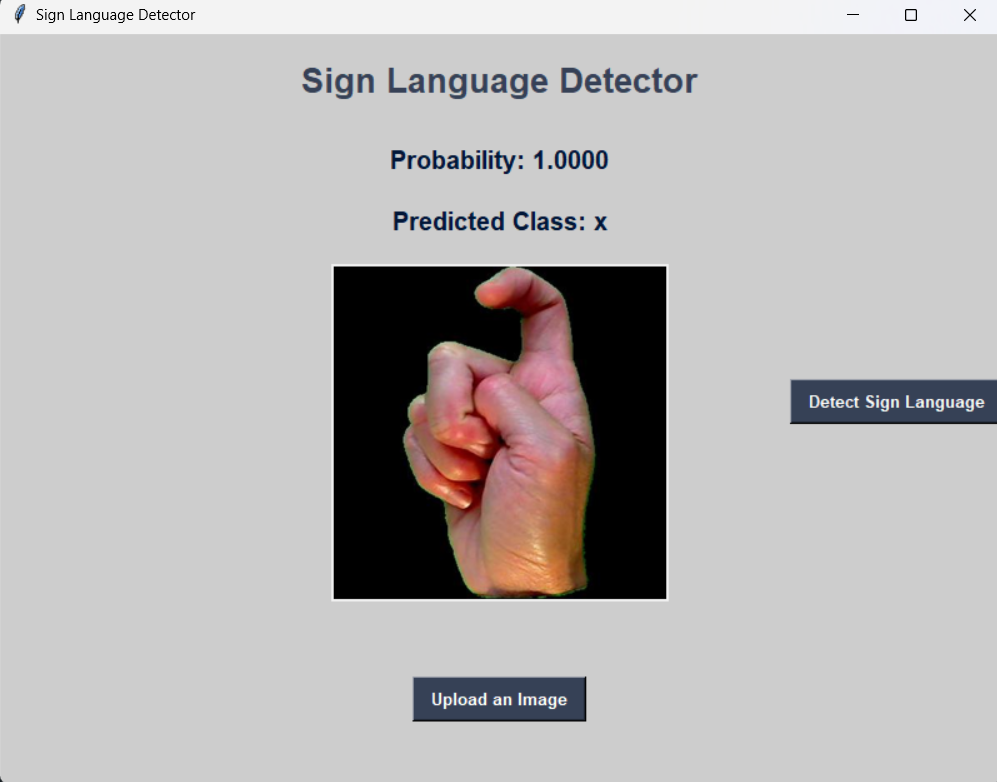 Sign Language Detector
Sign Language Detector
Probability: 1.0000
Predicted Class: x
Detect Sign Language
Upload an Image